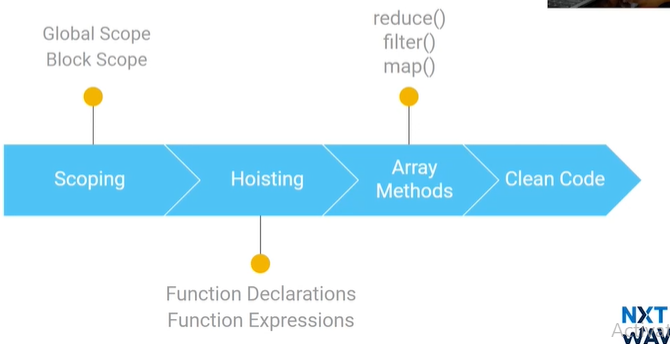 reduce()
filter()
map()
Global Scope
Block Scope
Scoping
Hoisting
Array
Methods
Clean Code
Function Declarations
Function Expressions
NXT
WAV